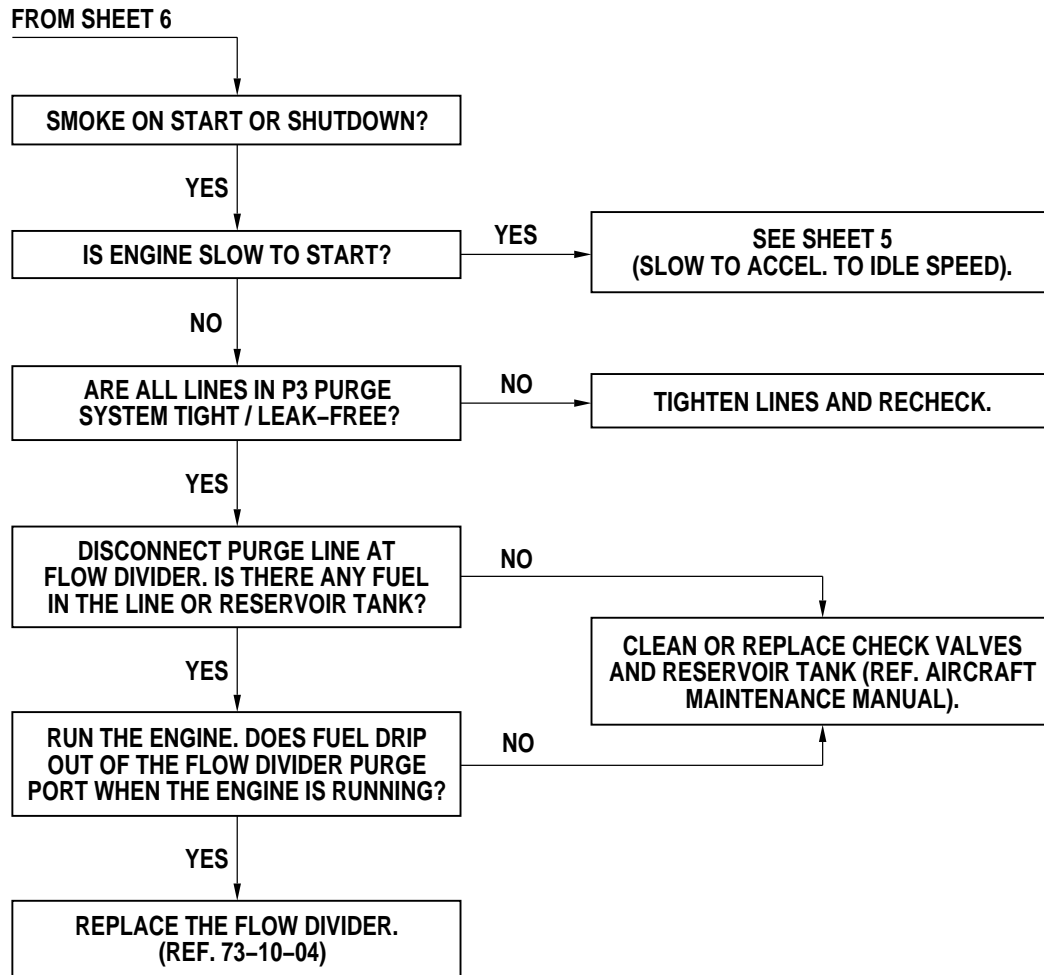 FROM SHEET 6
SMOKE ON START OR SHUTDOWN?
YES
IS ENGINE SLOW TO START?
YES
SEE SHEET 5
(SLOW TO ACCEL. TO IDLE SPEED).
NO
ARE ALL LINES IN P3 PURGE
SYSTEM TIGHT / LEAK–FREE?
NO
TIGHTEN LINES AND RECHECK.
YES
DISCONNECT PURGE LINE AT
FLOW DIVIDER. IS THERE ANY FUEL
IN THE LINE OR RESERVOIR TANK?
NO
CLEAN OR REPLACE CHECK VALVES
AND RESERVOIR TANK (REF. AIRCRAFT
MAINTENANCE MANUAL).
YES
RUN THE ENGINE. DOES FUEL DRIP
OUT OF THE FLOW DIVIDER PURGE
PORT WHEN THE ENGINE IS RUNNING?
NO
YES
REPLACE THE FLOW DIVIDER.
(REF. 73–10–04)